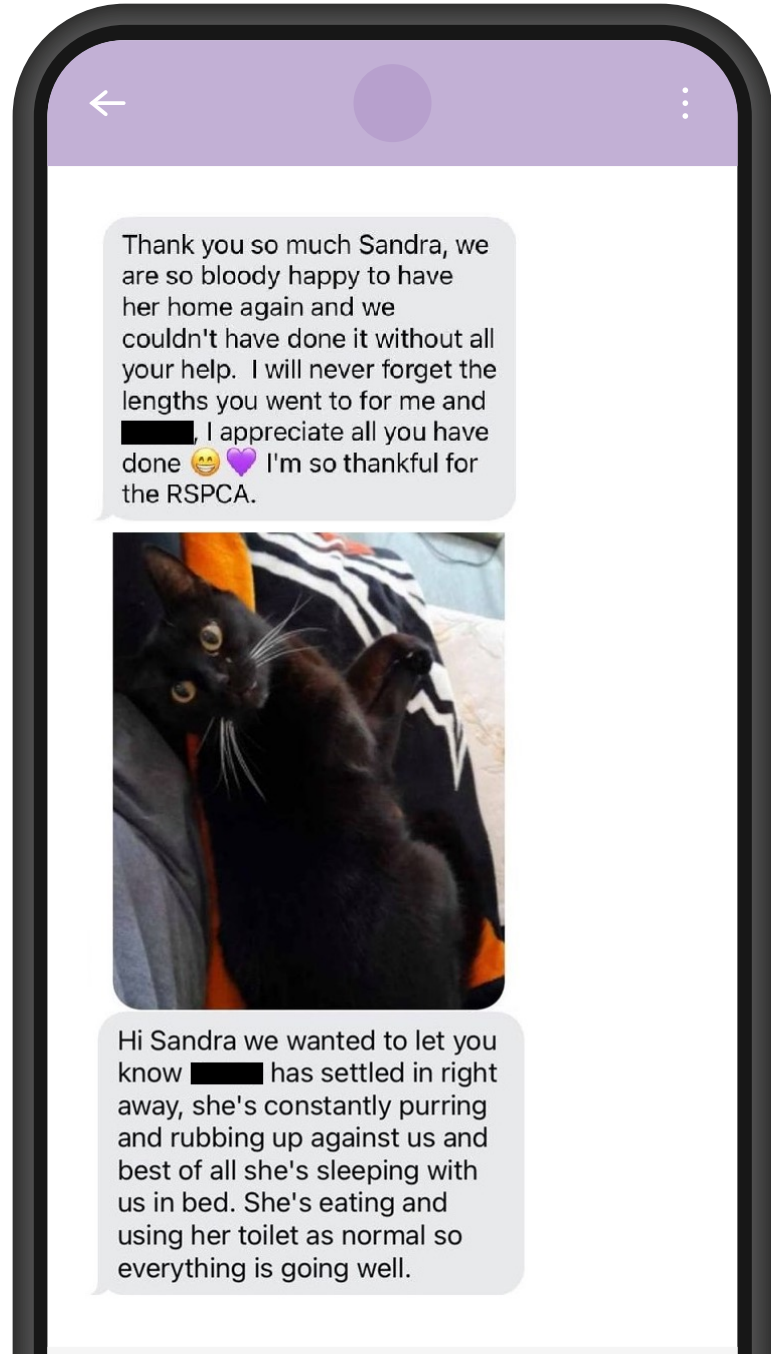 Thank you so much Sandra, we
are so bloody happy to have
her home again and we
couldn't have done it without all
your help.  I will never forget the
lengths you went to for me and
, I appreciate all you have
done 😁💜 I'm so thankful for
the RSPCA.
Hi Sandra we wanted to let you
know has settled in right
away, she's constantly purring
and rubbing up against us and
best of all she's sleeping with
us in bed. She's eating and
using her toilet as normal so
everything is going well.